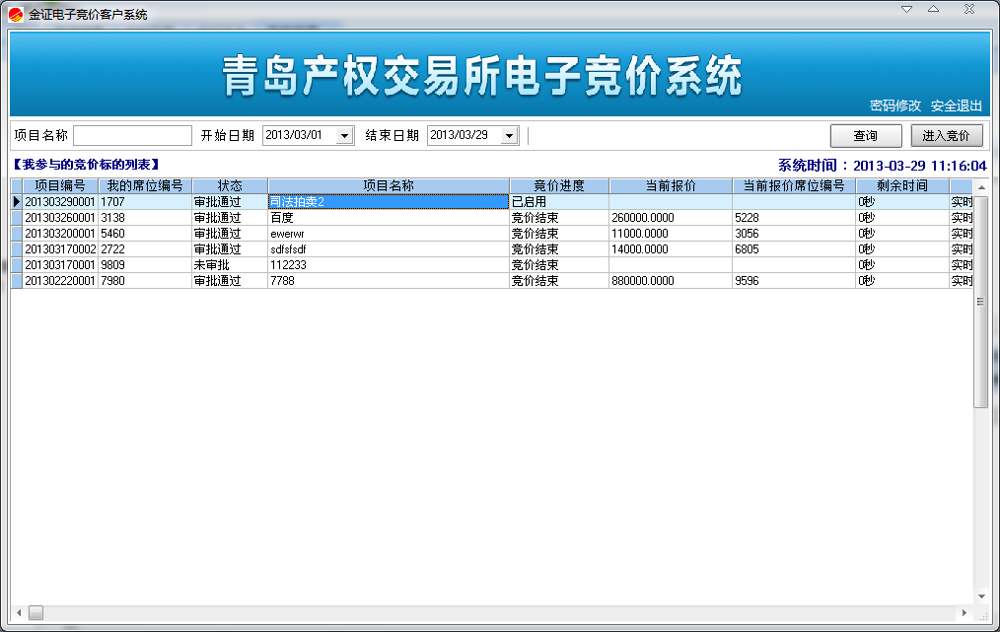 金证电子竞价客户系统
青岛产权交易所电子竞价系统
密码修改 安全退出
项目名称 开始日期 2013/03/01 结束日期 2013/03/29 查询 进入竞价
【我参与的竞价标的列表】 系统时间：2013-03-29 11:16:04
项目编号 我的席位编号 状态 项目名称 竞价进度 当前报价 当前报价席位编号 剩余时间
201303290001 1707 审批通过 司法拍卖2 已启用 0秒 实时
201303260001 3138 审批通过 百度 竞价结束 260000.0000 5228 0秒 实时
201303200001 5460 审批通过 ewerwr 竞价结束 11000.0000 3056 0秒 实时
201303170002 2722 审批通过 sdfsfsdf 竞价结束 14000.0000 6805 0秒 实时
201303170001 9809 未审批 112233 竞价结束 0秒 实时
201302220001 7980 审批通过 7788 竞价结束 880000.0000 9596 0秒 实时